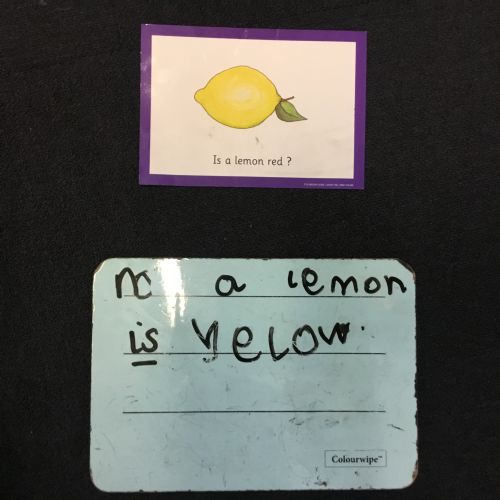 Is a lemon red ?
no a lemon
is yelow.
Colourwipe™